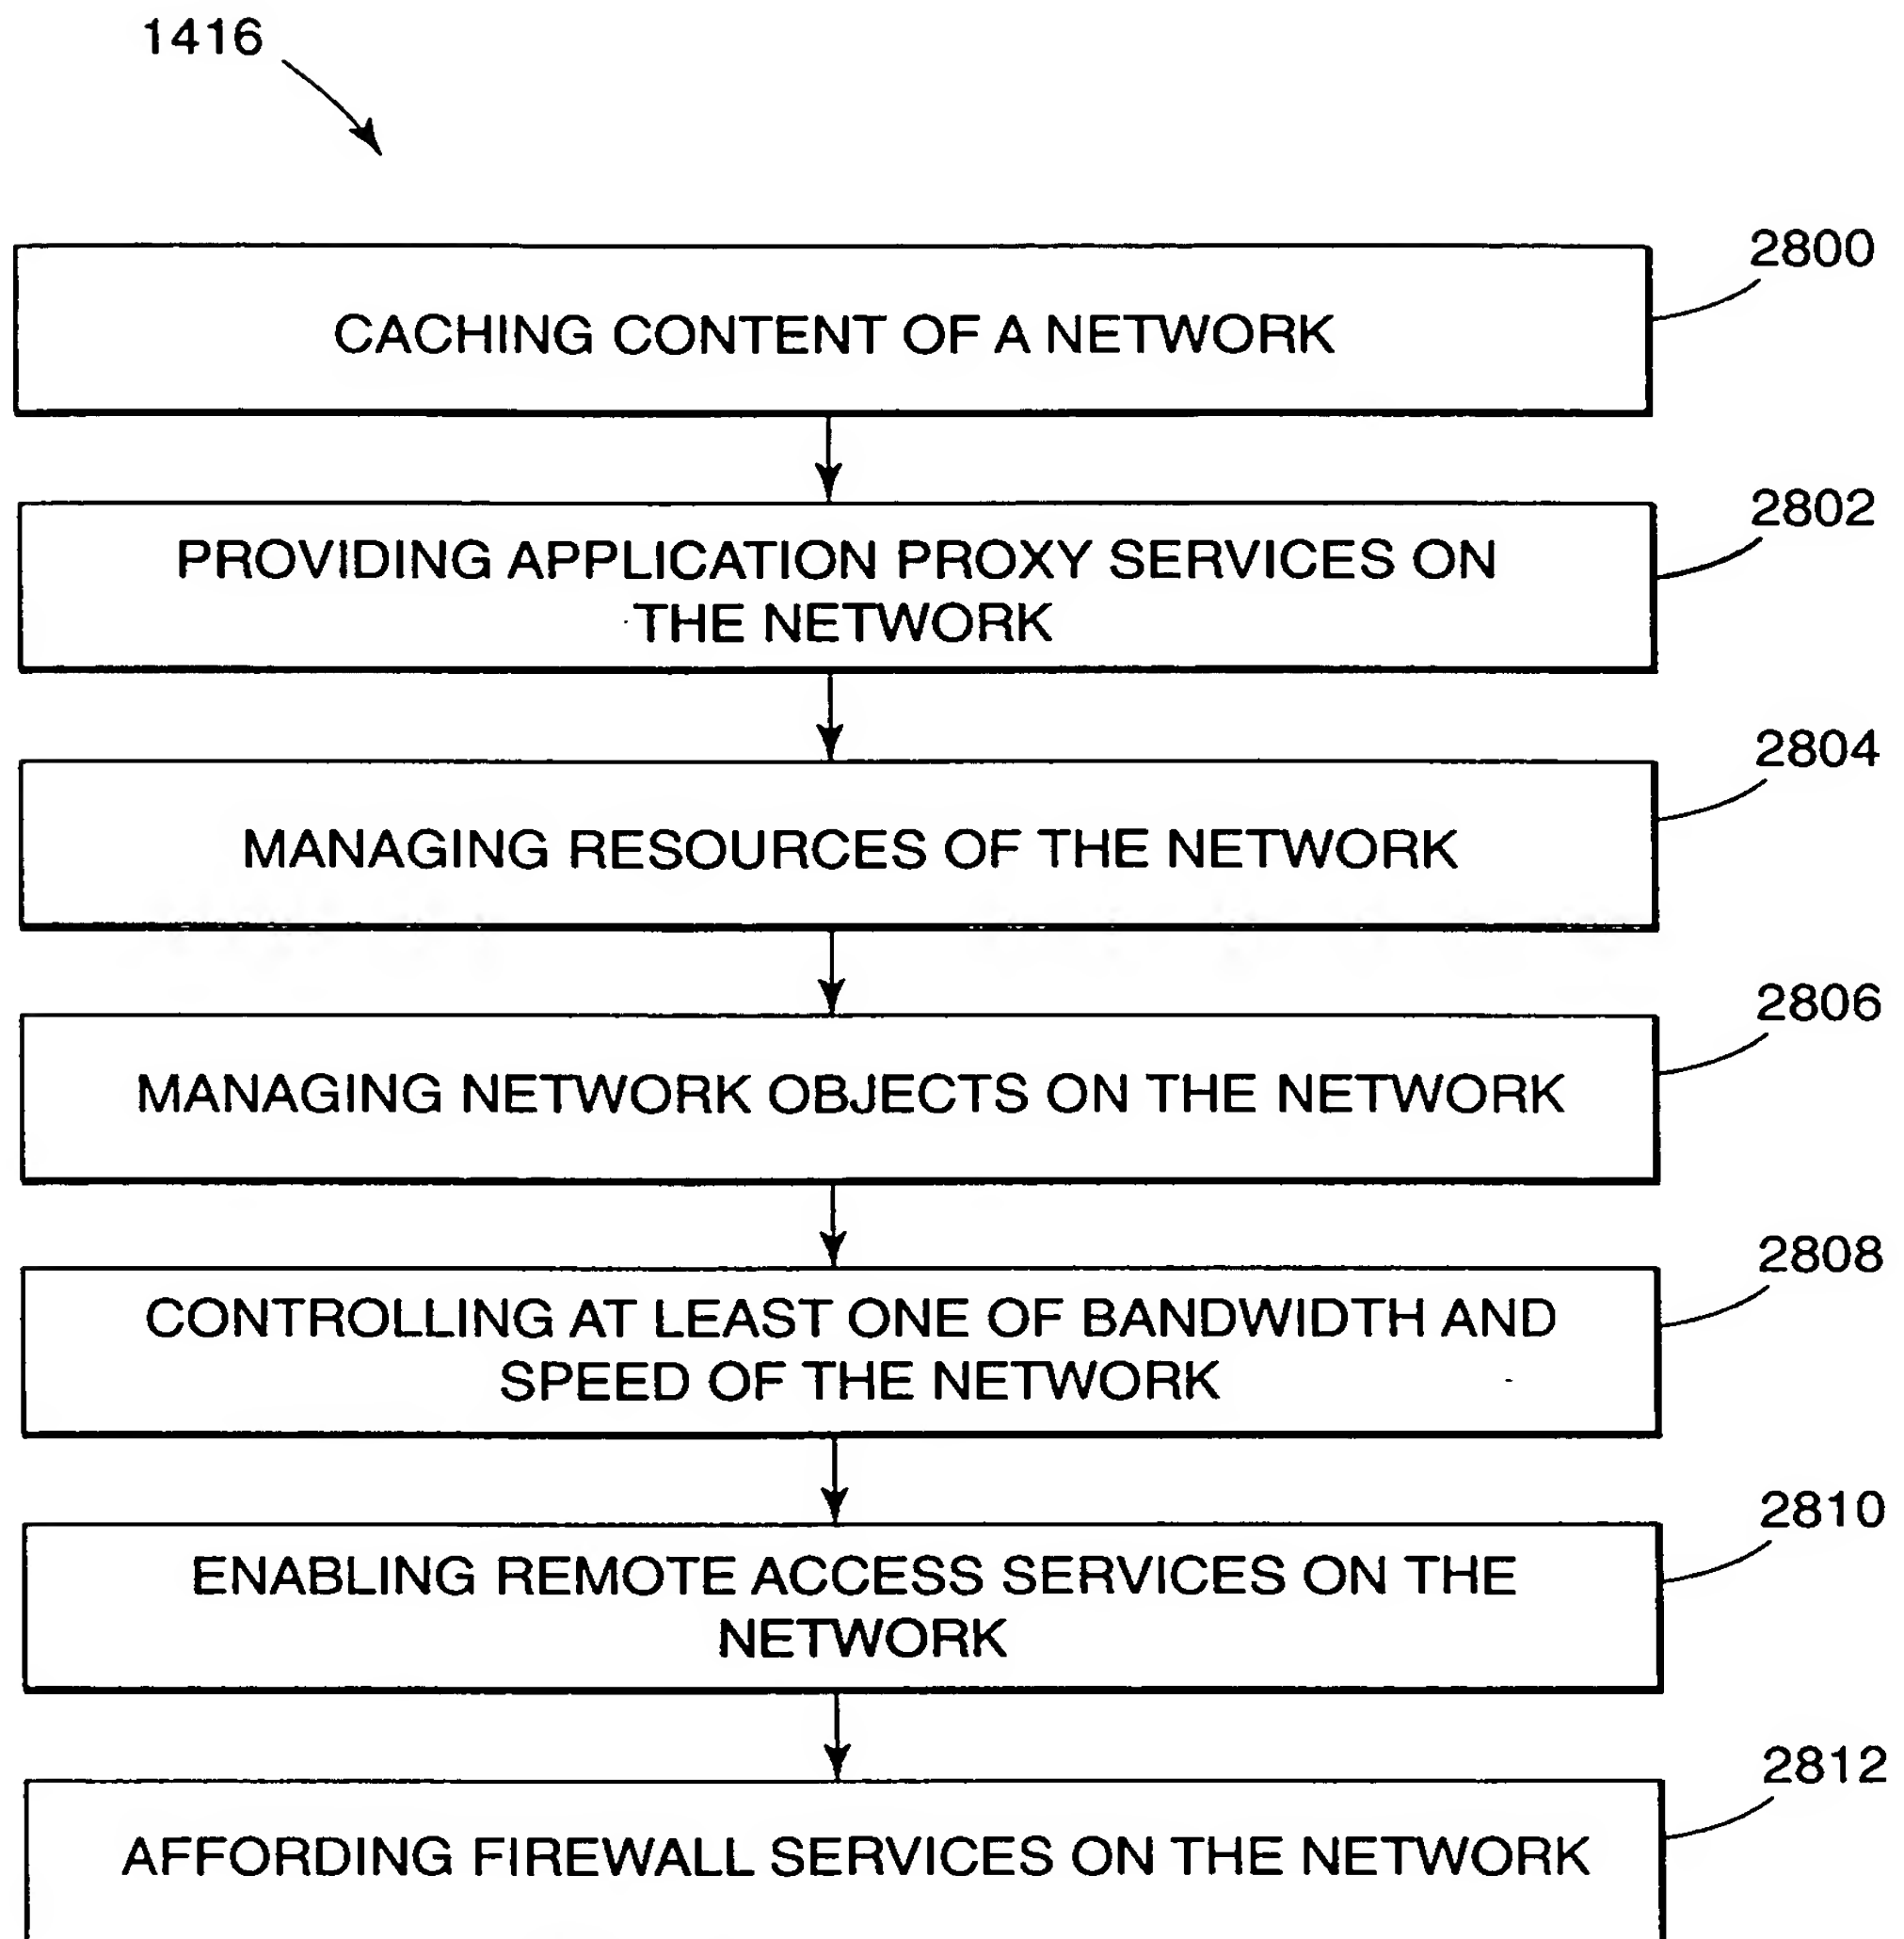 1416
2800
CACHING CONTENT OF A NETWORK
2802
PROVIDING APPLICATION PROXY SERVICES ON
THE NETWORK
2804
MANAGING RESOURCES OF THE NETWORK
2806
MANAGING NETWORK OBJECTS ON THE NETWORK
2808
CONTROLLING AT LEAST ONE OF BANDWIDTH AND
SPEED OF THE NETWORK
2810
ENABLING REMOTE ACCESS SERVICES ON THE
NETWORK
2812
AFFORDING FIREWALL SERVICES ON THE NETWORK